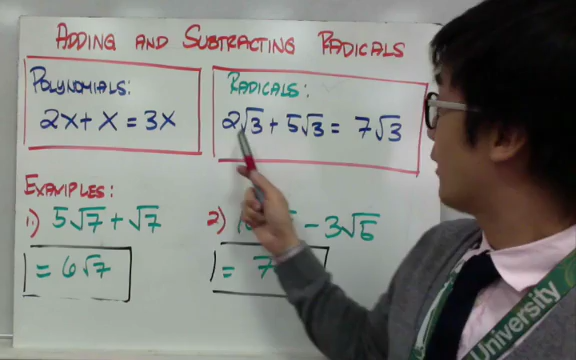 ADDING AND SUBTRACTING RADICALS
POLYNOMIALS:
2x + x = 3x
RADICALS:
2√3 + 5√3 = 7√3
EXAMPLES:
1.) 5√7 + √7
= 6√7
2) - 3√5
= 7
University